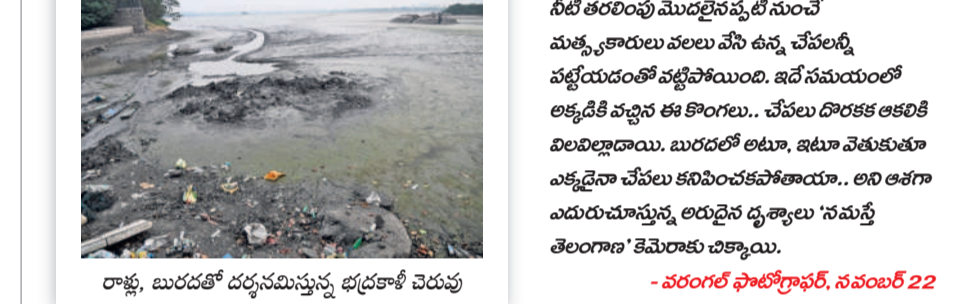 నీటి తరలింపు మొదలైనప్పటి నుంచే
మత్స్యకారులు వలలు వేసి ఉన్న చేపలన్నీ
పట్టేయడంతో వట్టిపోయింది. ఇదే సమయంలో
అక్కడికి వచ్చిన ఈ కొంగలు.. చేపలు దొరకక ఆకలికి
విలవిల్లాడాయి. బురదలో అటూ, ఇటూ వెతుకుతూ
ఎక్కడైనా చేపలు కనిపించకపోతాయా.. అని ఆశగా
ఎదురుచూస్తున్న అరుదైన దృశ్యాలు ‘నమస్తే
తెలంగాణ’ కెమెరాకు చిక్కాయి.
- వరంగల్ ఫొటోగ్రాఫర్, నవంబర్ 22
రాళ్లు, బురదతో దర్శనమిస్తున్న భద్రకాళీ చెరువు